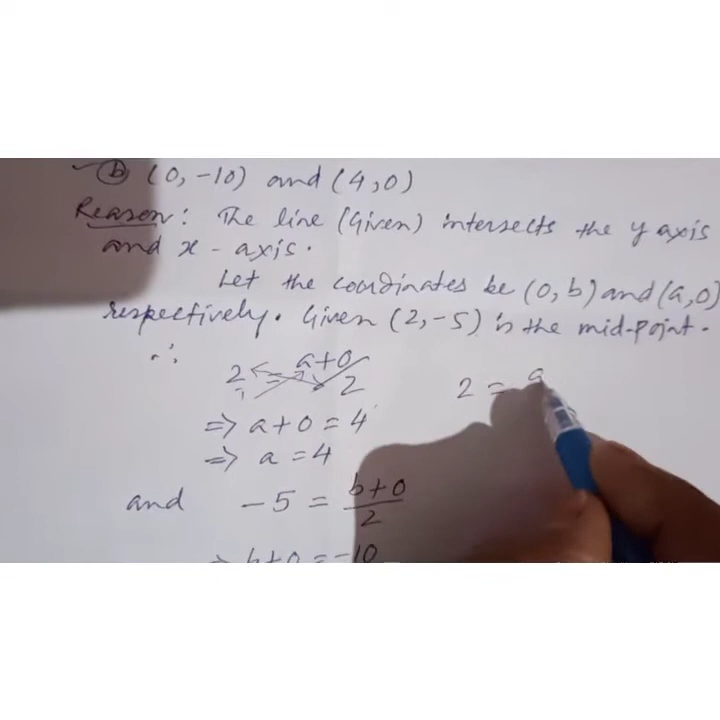 (b) (0, -10) and (4, 0)
Reason: The line (Given) intersects the y axis
and x - axis.
Let the coordinates be (0, b) and (a, 0)
respectively. Given (2, -5) is the mid-point.
∴ 2 = a+0/2
2 = a
=> a+0 = 4
=> a = 4
and -5 = b+0/2
=> b+0 = -10